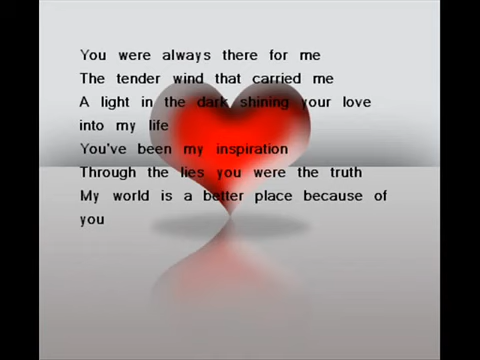 You were always there for me
The tender wind that carried me
A light in the dark shining your love
into my life
You've been my inspiration
Through the lies you were the truth
My world is a better place because of
you